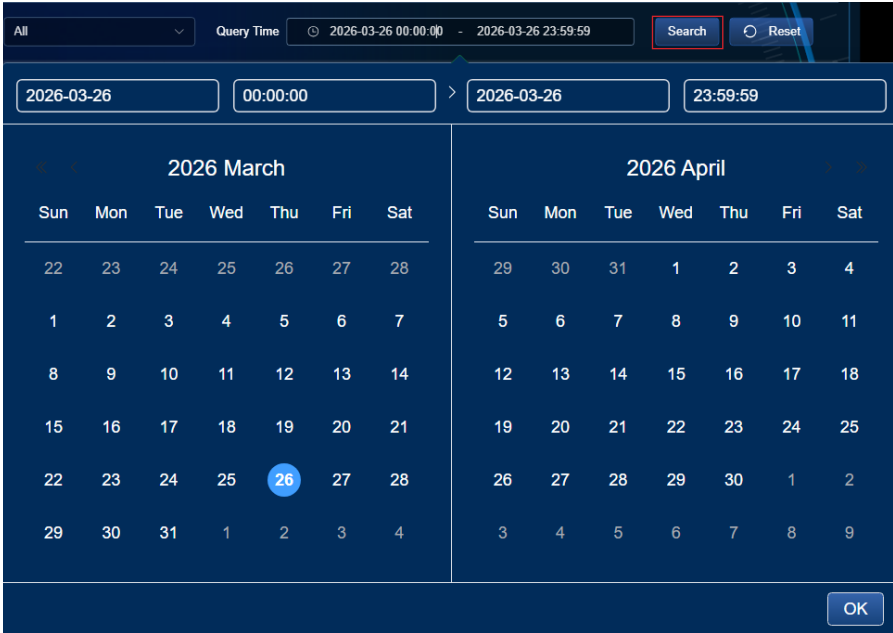 All Query Time 2026-03-26 00:00:00 - 2026-03-26 23:59:59 Search Reset
2026-03-26 00:00:00 > 2026-03-26 23:59:59
« ‹ 2026 March
Sun Mon Tue Wed Thu Fri Sat
22 23 24 25 26 27 28
1 2 3 4 5 6 7
8 9 10 11 12 13 14
15 16 17 18 19 20 21
22 23 24 25 26 27 28
29 30 31 1 2 3 4
2026 April › »
Sun Mon Tue Wed Thu Fri Sat
29 30 31 1 2 3 4
5 6 7 8 9 10 11
12 13 14 15 16 17 18
19 20 21 22 23 24 25
26 27 28 29 30 1 2
3 4 5 6 7 8 9
OK